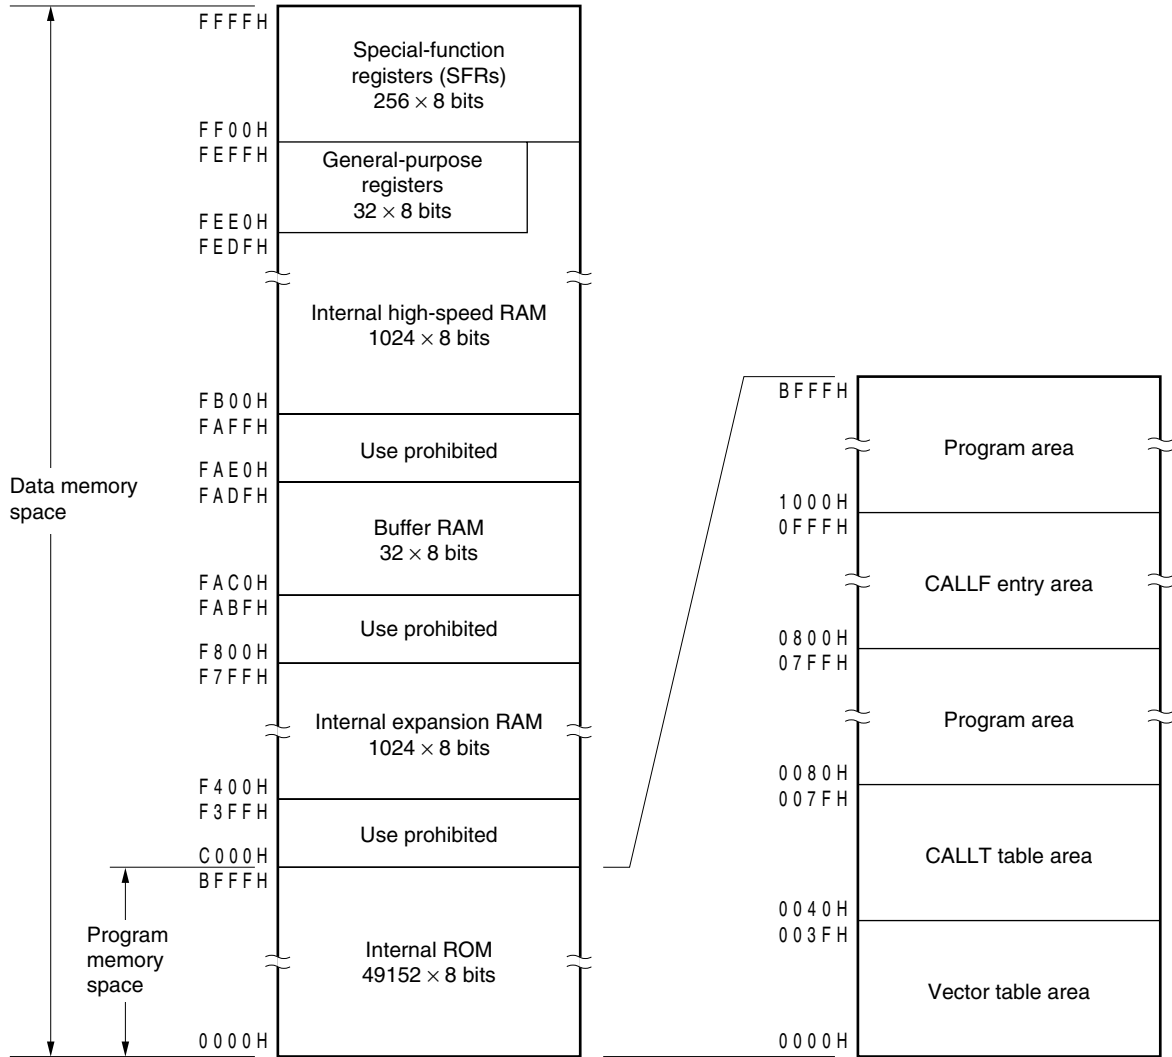 FFFFH
Special-function
registers (SFRs)
256 × 8 bits
FF00H
FEFFH
General-purpose
registers
32 × 8 bits
FEE0H
FEDFH
Internal high-speed RAM
1024 × 8 bits
FB00H
FAFFH
Use prohibited
FAE0H
FADFH
Data memory
space
Buffer RAM
32 × 8 bits
FAC0H
FABFH
Use prohibited
F800H
F7FFH
Internal expansion RAM
1024 × 8 bits
F400H
F3FFH
Use prohibited
C000H
BFFFH
Program
memory
space
Internal ROM
49152 × 8 bits
0000H
BFFFH
Program area
1000H
0FFFH
CALLF entry area
0800H
07FFH
Program area
0080H
007FH
CALLT table area
0040H
003FH
Vector table area
0000H